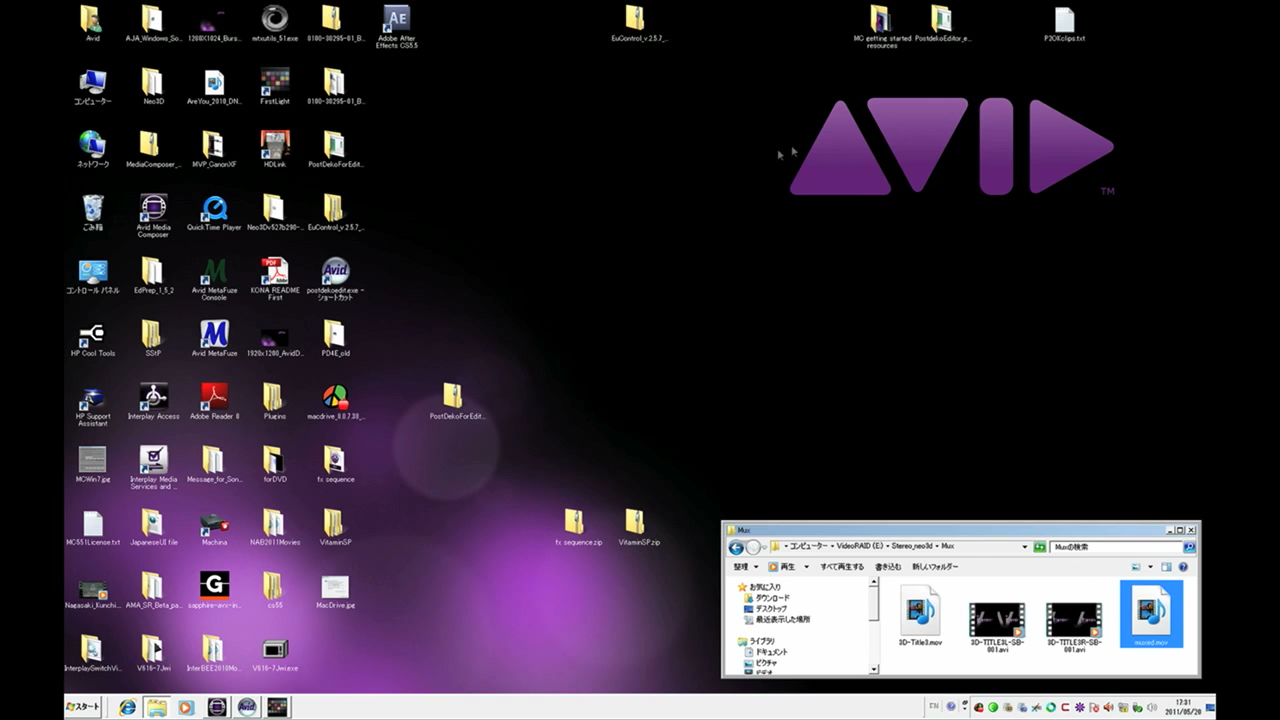 Avid
AJA_Windows_So...
1280X1024_Burs...
mtxutils_51.exe
0180-30295-01_B...
Adobe After
Effects CS5.5
EuControl_v.2.5.7_...
MC getting started
resources
PostdekoEditor_e...
P2OKclips.txt
コンピューター
Neo3D
AreYou_2010_DN...
FirstLight
0180-30295-01_B...
AVID
TM
ネットワーク
MediaComposer_...
MVP_CanonXF
HDLink
PostDekoForEdit...
ごみ箱
Avid Media
Composer
QuickTime Player
Neo3Dv527b290-...
EuControl_v.2.5.7_...
コントロール パネル
EdPrep_1_5_2
Avid MetaFuze
Console
KONA README
First
postdekoedit.exe -
ショートカット
HP Cool Tools
SStP
Avid MetaFuze
1920x1200_AvidD...
PD4E_old
HP Support
Assistant
Interplay Access
Adobe Reader 8
Plugins
macdrive_8.0.7.38_...
PostDekoForEdit...
MCWin7.jpg
Interplay Media
Services and ...
Message_for_Son...
forDVD
fx sequence
MC551License.txt
JapaneseUI file
Machina
NAB2011Movies
VitaminSP
fx sequence.zip
VitaminSP.zip
Nagasaki_Kunchi...
AMA_SR_Beta_pa...
sapphire-avx-in...
cs55
MacDrive.jpg
InterplaySwitchVi...
V616-7Jwi
InterBEE2010Mo...
V616-7Jwi.exe
Mux
コンピューター ▸ VideoRAID (E:) ▸ Stereo_neo3d ▸ Mux
Muxの検索
整理 再生 すべて再生する 書き込む 新しいフォルダー
お気に入り
ダウンロード
デスクトップ
最近表示した場所
ライブラリ
ドキュメント
ピクチャ
ビデオ
3D-Title3.mov
3D-TITLE3L-SB-
001.avi
3D-TITLE3R-SB-
001.avi
muxed.mov
スタート
EN
17:31
2011/05/20